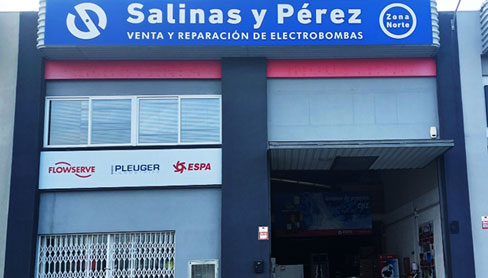 Salinas y Pérez
VENTA Y REPARACIÓN DE ELECTROBOMBAS
Zona
Norte
FLOWSERVE
PLEUGER
ESPA